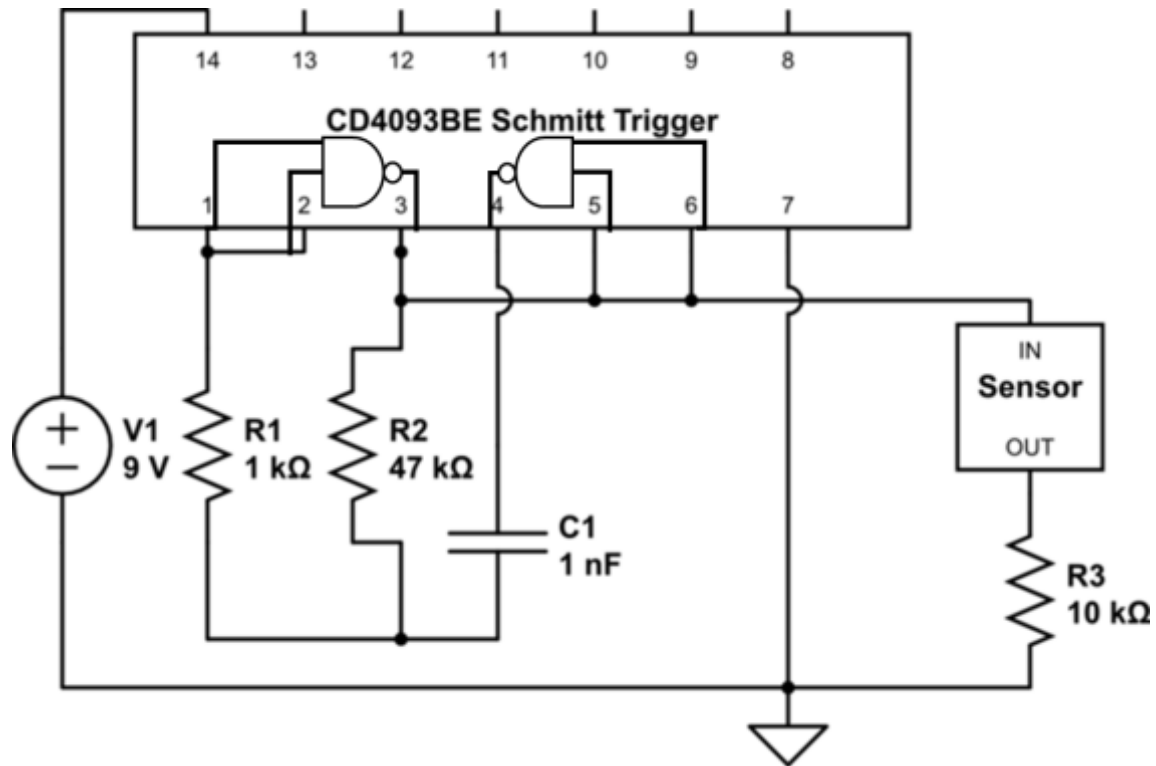 14 13 12 11 10 9 8
CD4093BE Schmitt Trigger
1 2 3 4 5 6 7
IN
Sensor
OUT
+
−
V1
9 V
R1
1 kΩ
R2
47 kΩ
C1
1 nF
R3
10 kΩ